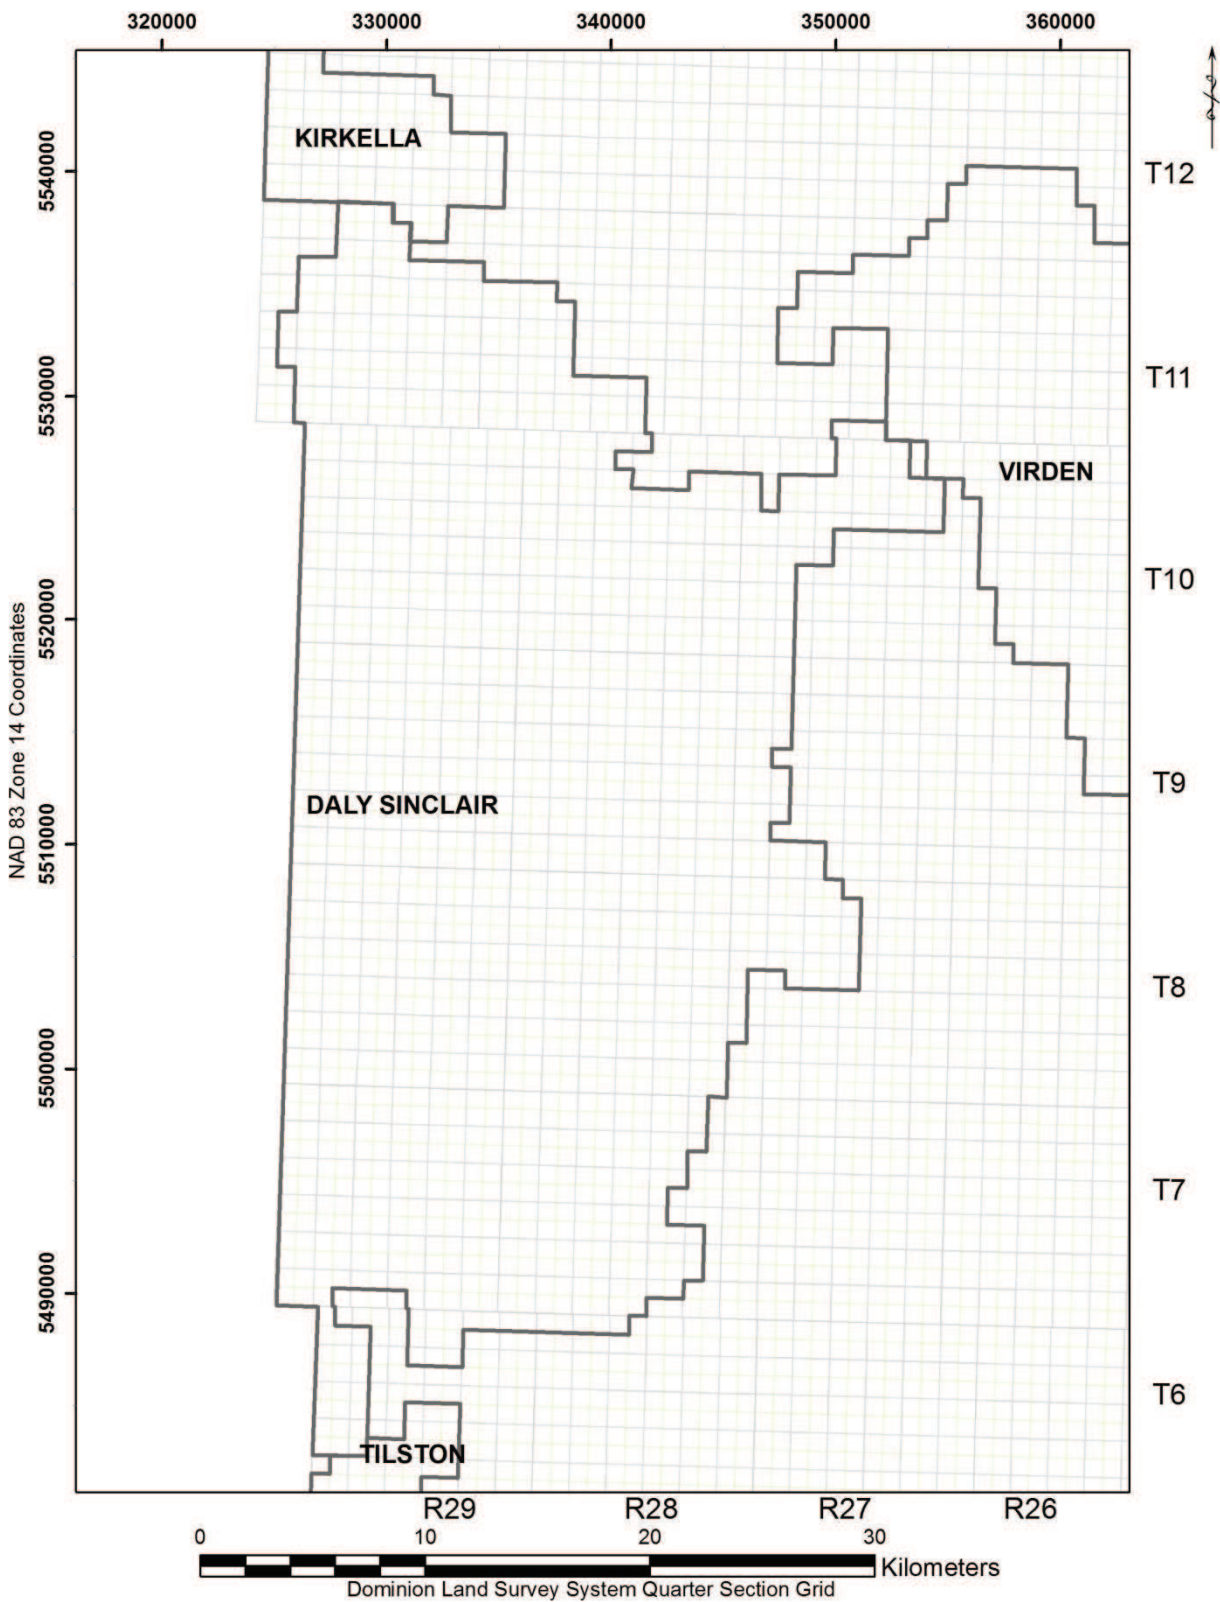 320000 330000 340000 350000 360000
KIRKELLA
5540000
T12
5530000
T11
VIRDEN
T10
5520000
NAD 83 Zone 14 Coordinates
DALY SINCLAIR
T9
5510000
T8
5500000
T7
5490000
T6
TILSTON
R29 R28 R27 R26
0 10 20 30
Kilometers
Dominion Land Survey System Quarter Section Grid